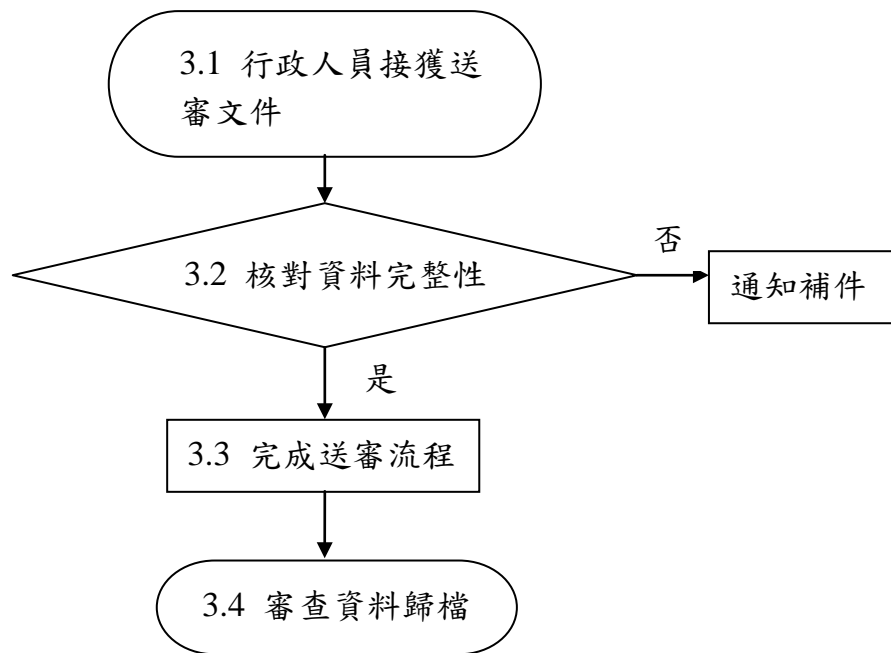 3.1 行政人員接獲送
審文件
3.2 核對資料完整性
否
通知補件
是
3.3 完成送審流程
3.4 審查資料歸檔